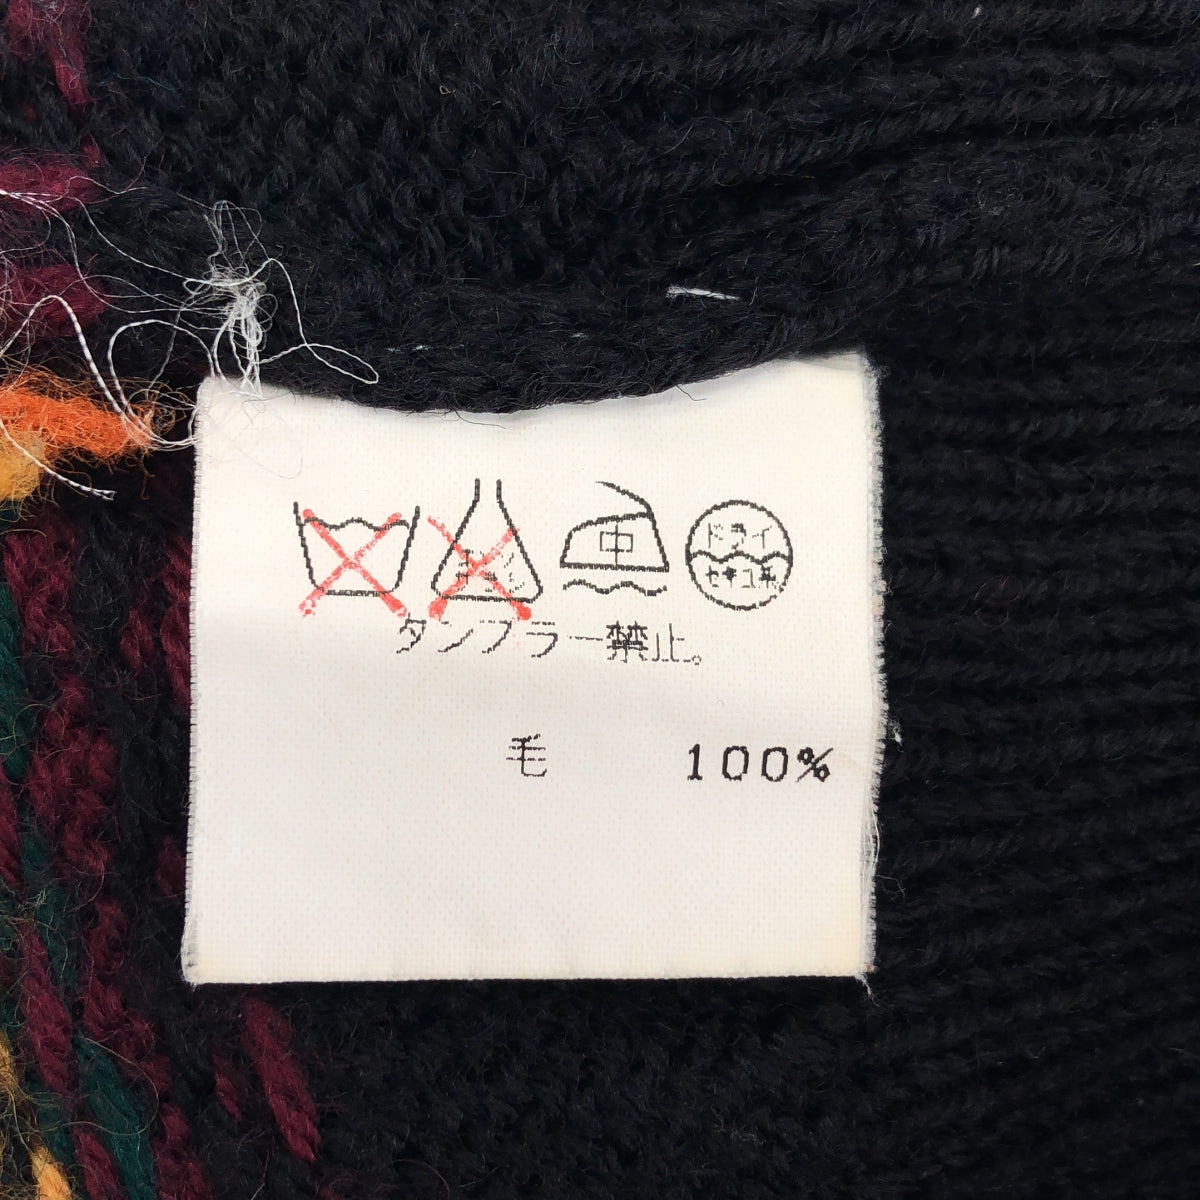 中 ドライ
セキユ系
タンブラー禁止。
毛 100%